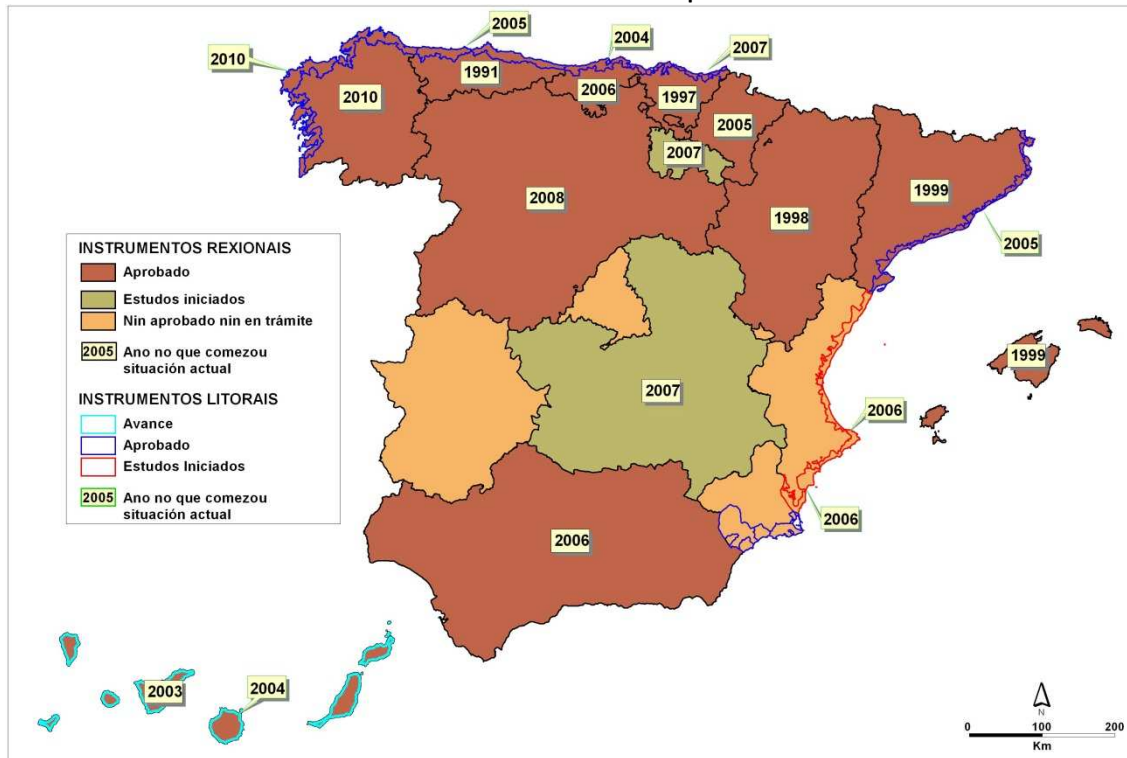 2005
2004
2007
2010
1991
2006
1997
2010
2005
2007
2008
1998
1999
2005
INSTRUMENTOS REXIONAIS
Aprobado
Estudos iniciados
Nin aprobado nin en trámite
2005 Ano no que comezou
situación actual
INSTRUMENTOS LITORAIS
Avance
Aprobado
Estudos Iniciados
2005 Ano no que comezou
situación actual
1999
2007
2006
2006
2006
2003
2004
N
0 100 200
Km